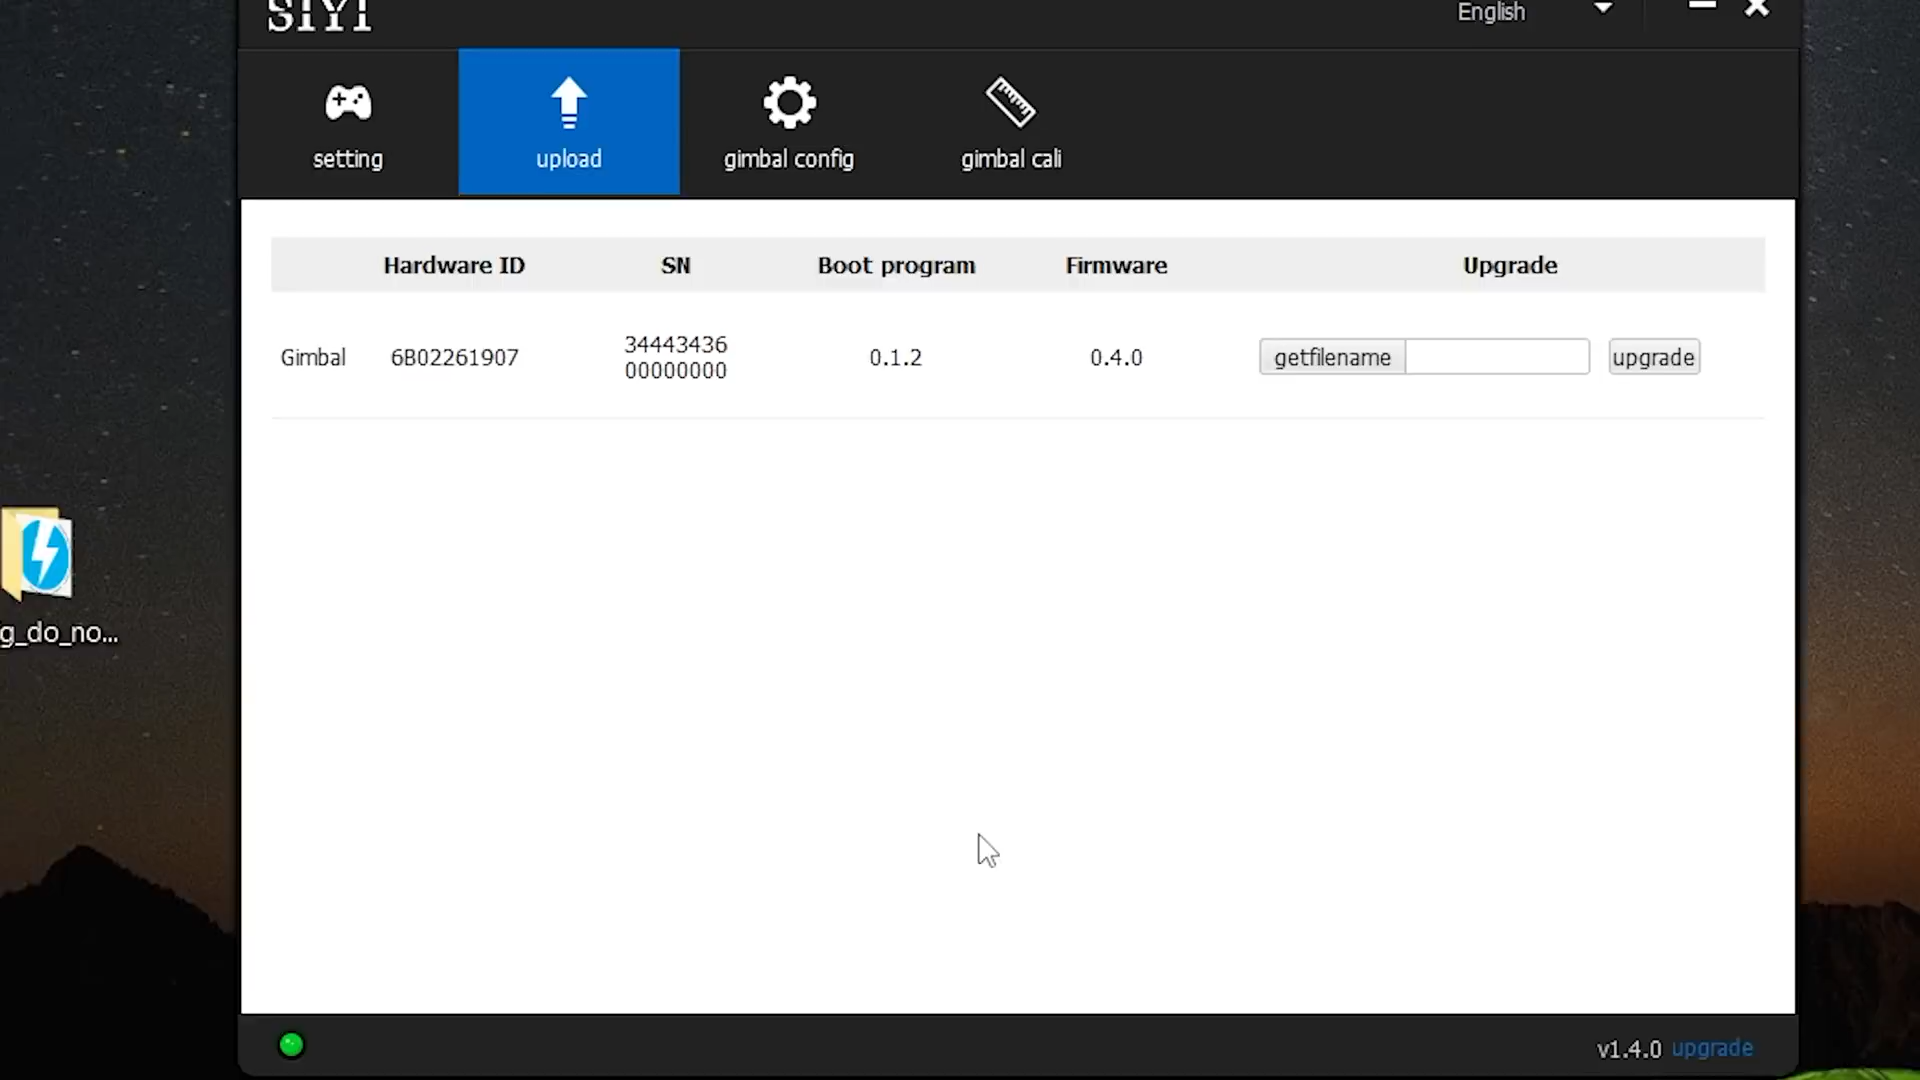 SIYI
English
setting
upload
gimbal config
gimbal cali
Hardware ID SN Boot program Firmware Upgrade
Gimbal 6B02261907 34443436 0.1.2 0.4.0 getfilename upgrade
00000000
g_do_no...
v1.4.0 upgrade